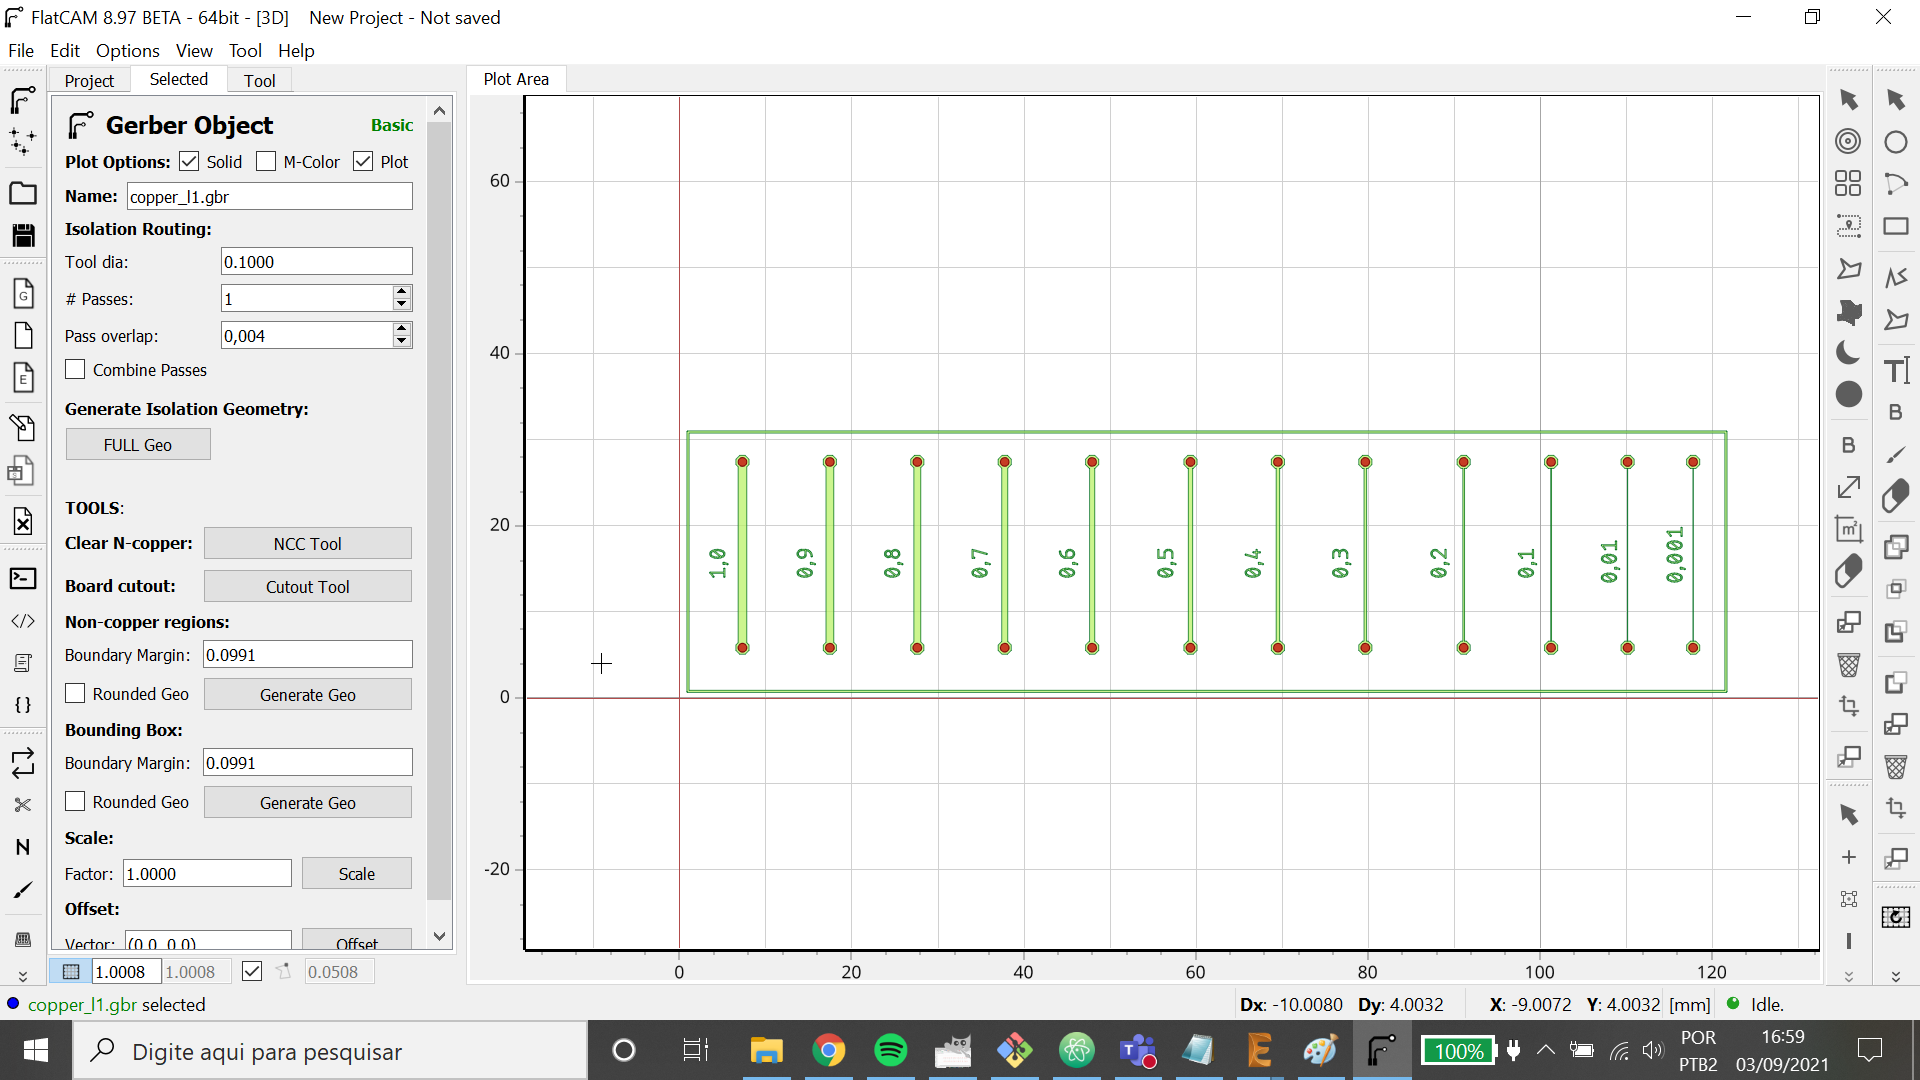 FlatCAM 8.97 BETA - 64bit - [3D]    New Project - Not saved
File Edit Options View Tool Help
Project Selected Tool
Plot Area
Gerber Object Basic
Plot Options: Solid M-Color Plot
Name: copper_l1.gbr
Isolation Routing:
Tool dia: 0.1000
# Passes: 1
Pass overlap: 0,004
Combine Passes
Generate Isolation Geometry:
FULL Geo
TOOLS:
Clear N-copper: NCC Tool
Board cutout: Cutout Tool
Non-copper regions:
Boundary Margin: 0.0991
Rounded Geo Generate Geo
Bounding Box:
Boundary Margin: 0.0991
Rounded Geo Generate Geo
Scale:
Factor: 1.0000 Scale
Offset:
Vector: (0.0, 0.0) Offset
1.0008 1.0008 0.0508
60
40
20
0
-20
1,0 0,9 0,8 0,7 0,6 0,5 0,4 0,3 0,2 0,1 0,01 0,001
0 20 40 60 80 100 120
copper_l1.gbr selected
Dx: -10.0080 Dy: 4.0032 X: -9.0072 Y: 4.0032 [mm] Idle.
Digite aqui para pesquisar
100%
POR
PTB2
16:59
03/09/2021